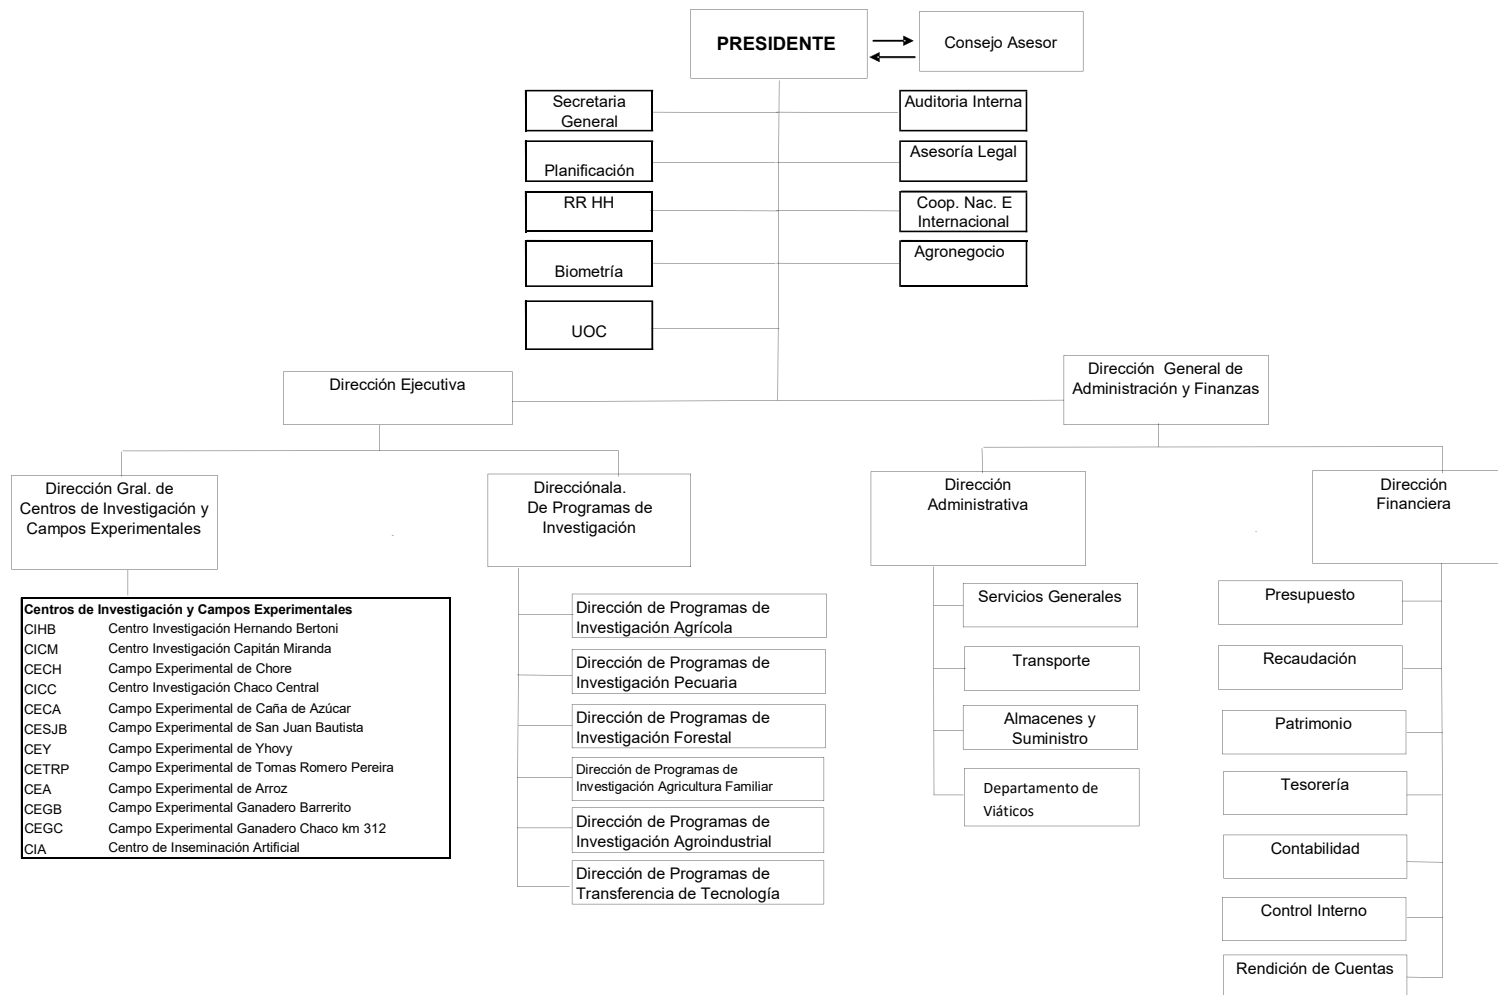 PRESIDENTE
Consejo Asesor
Secretaria
General
Auditoria Interna
Planificación
Asesoría Legal
RR HH
Coop. Nac. E
Internacional
Biometría
Agronegocio
UOC
Dirección Ejecutiva
Dirección General de
Administración y Finanzas
Dirección Gral. de
Centros de Investigación y
Campos Experimentales
Direcciónala.
De Programas de
Investigación
Dirección
Administrativa
Dirección
Financiera
Centros de Investigación y Campos Experimentales
CIHB Centro Investigación Hernando Bertoni
CICM Centro Investigación Capitán Miranda
CECH Campo Experimental de Chore
CICC Centro Investigación Chaco Central
CECA Campo Experimental de Caña de Azúcar
CESJB Campo Experimental de San Juan Bautista
CEY Campo Experimental de Yhovy
CETRP Campo Experimental de Tomas Romero Pereira
CEA Campo Experimental de Arroz
CEGB Campo Experimental Ganadero Barrerito
CEGC Campo Experimental Ganadero Chaco km 312
CIA Centro de Inseminación Artificial
Dirección de Programas de
Investigación Agrícola
Dirección de Programas de
Investigación Pecuaria
Dirección de Programas de
Investigación Forestal
Dirección de Programas de
Investigación Agricultura Familiar
Dirección de Programas de
Investigación Agroindustrial
Dirección de Programas de
Transferencia de Tecnología
Servicios Generales
Transporte
Almacenes y
Suministro
Departamento de
Viáticos
Presupuesto
Recaudación
Patrimonio
Tesorería
Contabilidad
Control Interno
Rendición de Cuentas